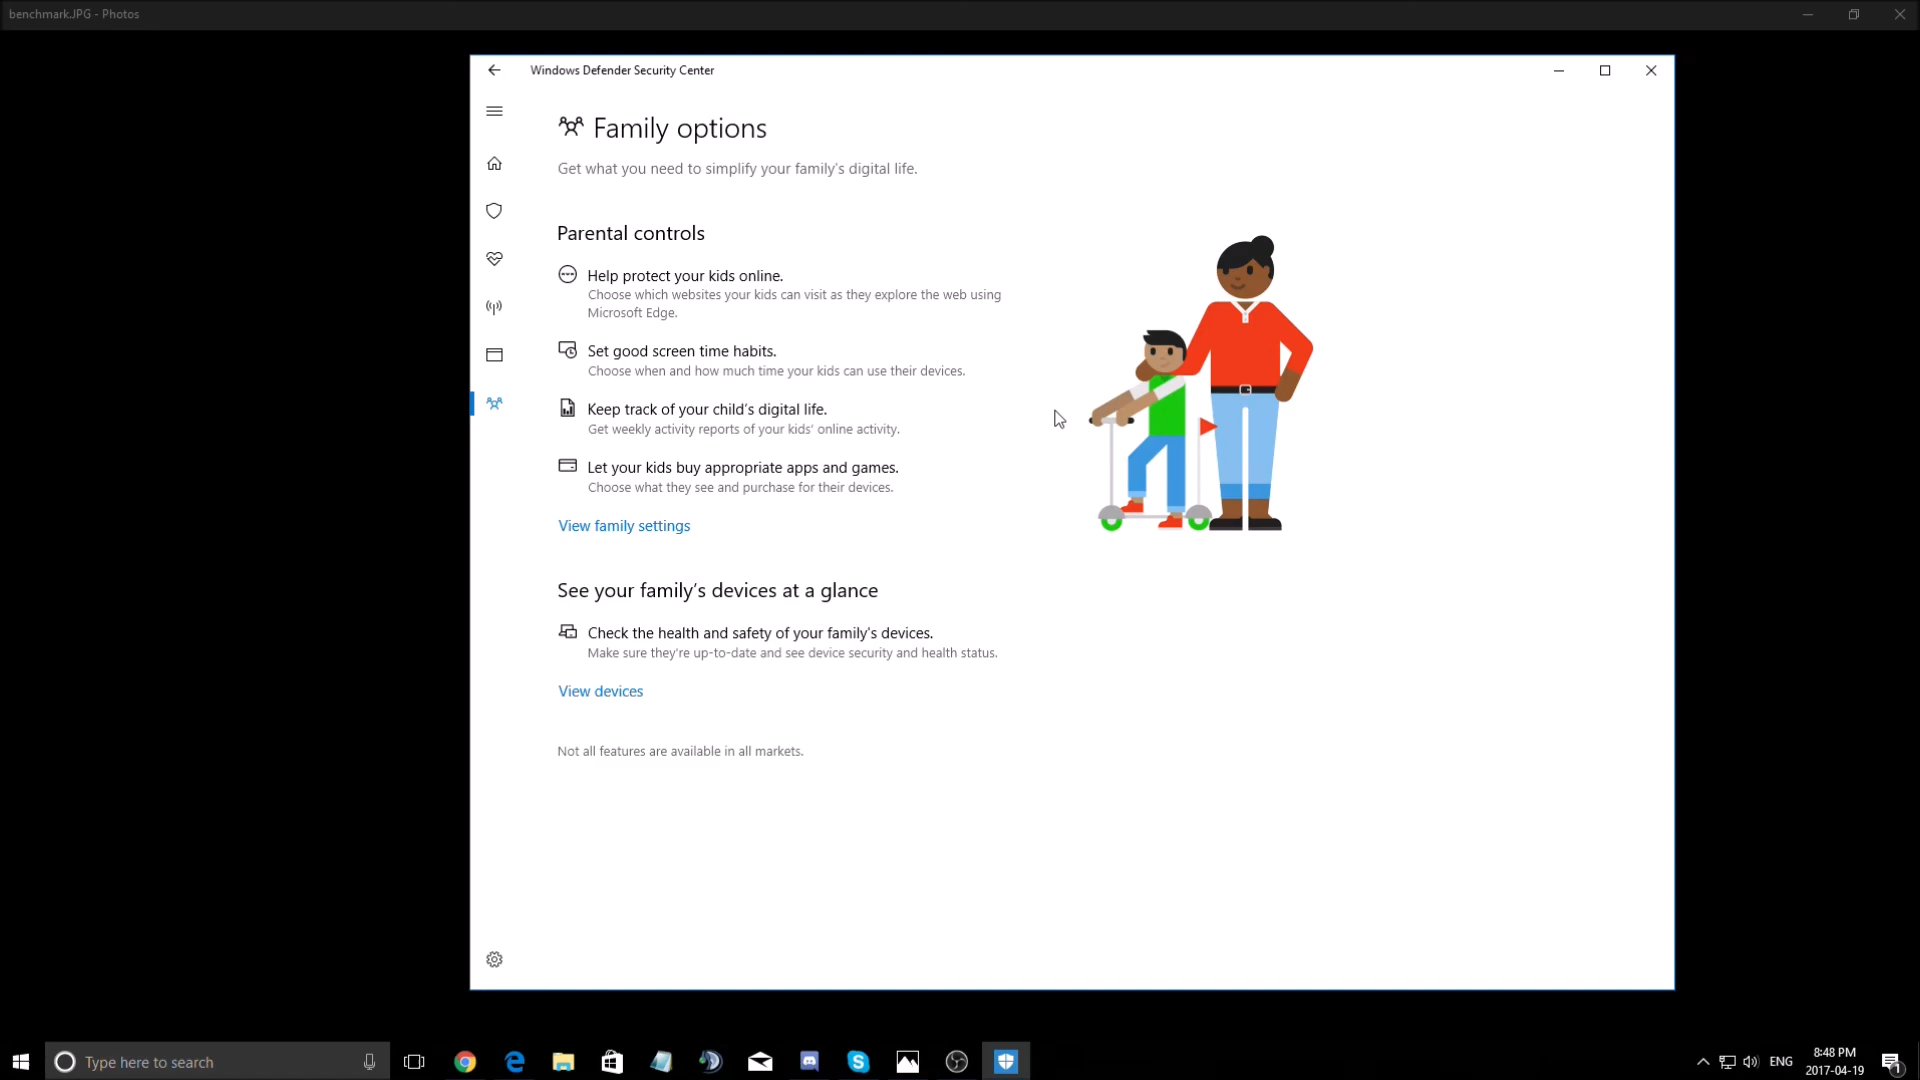 benchmark.JPG - Photos
Windows Defender Security Center
Family options
Get what you need to simplify your family's digital life.
Parental controls
Help protect your kids online.
Choose which websites your kids can visit as they explore the web using
Microsoft Edge.
Set good screen time habits.
Choose when and how much time your kids can use their devices.
Keep track of your child's digital life.
Get weekly activity reports of your kids' online activity.
Let your kids buy appropriate apps and games.
Choose what they see and purchase for their devices.
View family settings
See your family's devices at a glance
Check the health and safety of your family's devices.
Make sure they're up-to-date and see device security and health status.
View devices
Not all features are available in all markets.
Type here to search
ENG
8:48 PM
2017-04-19
1